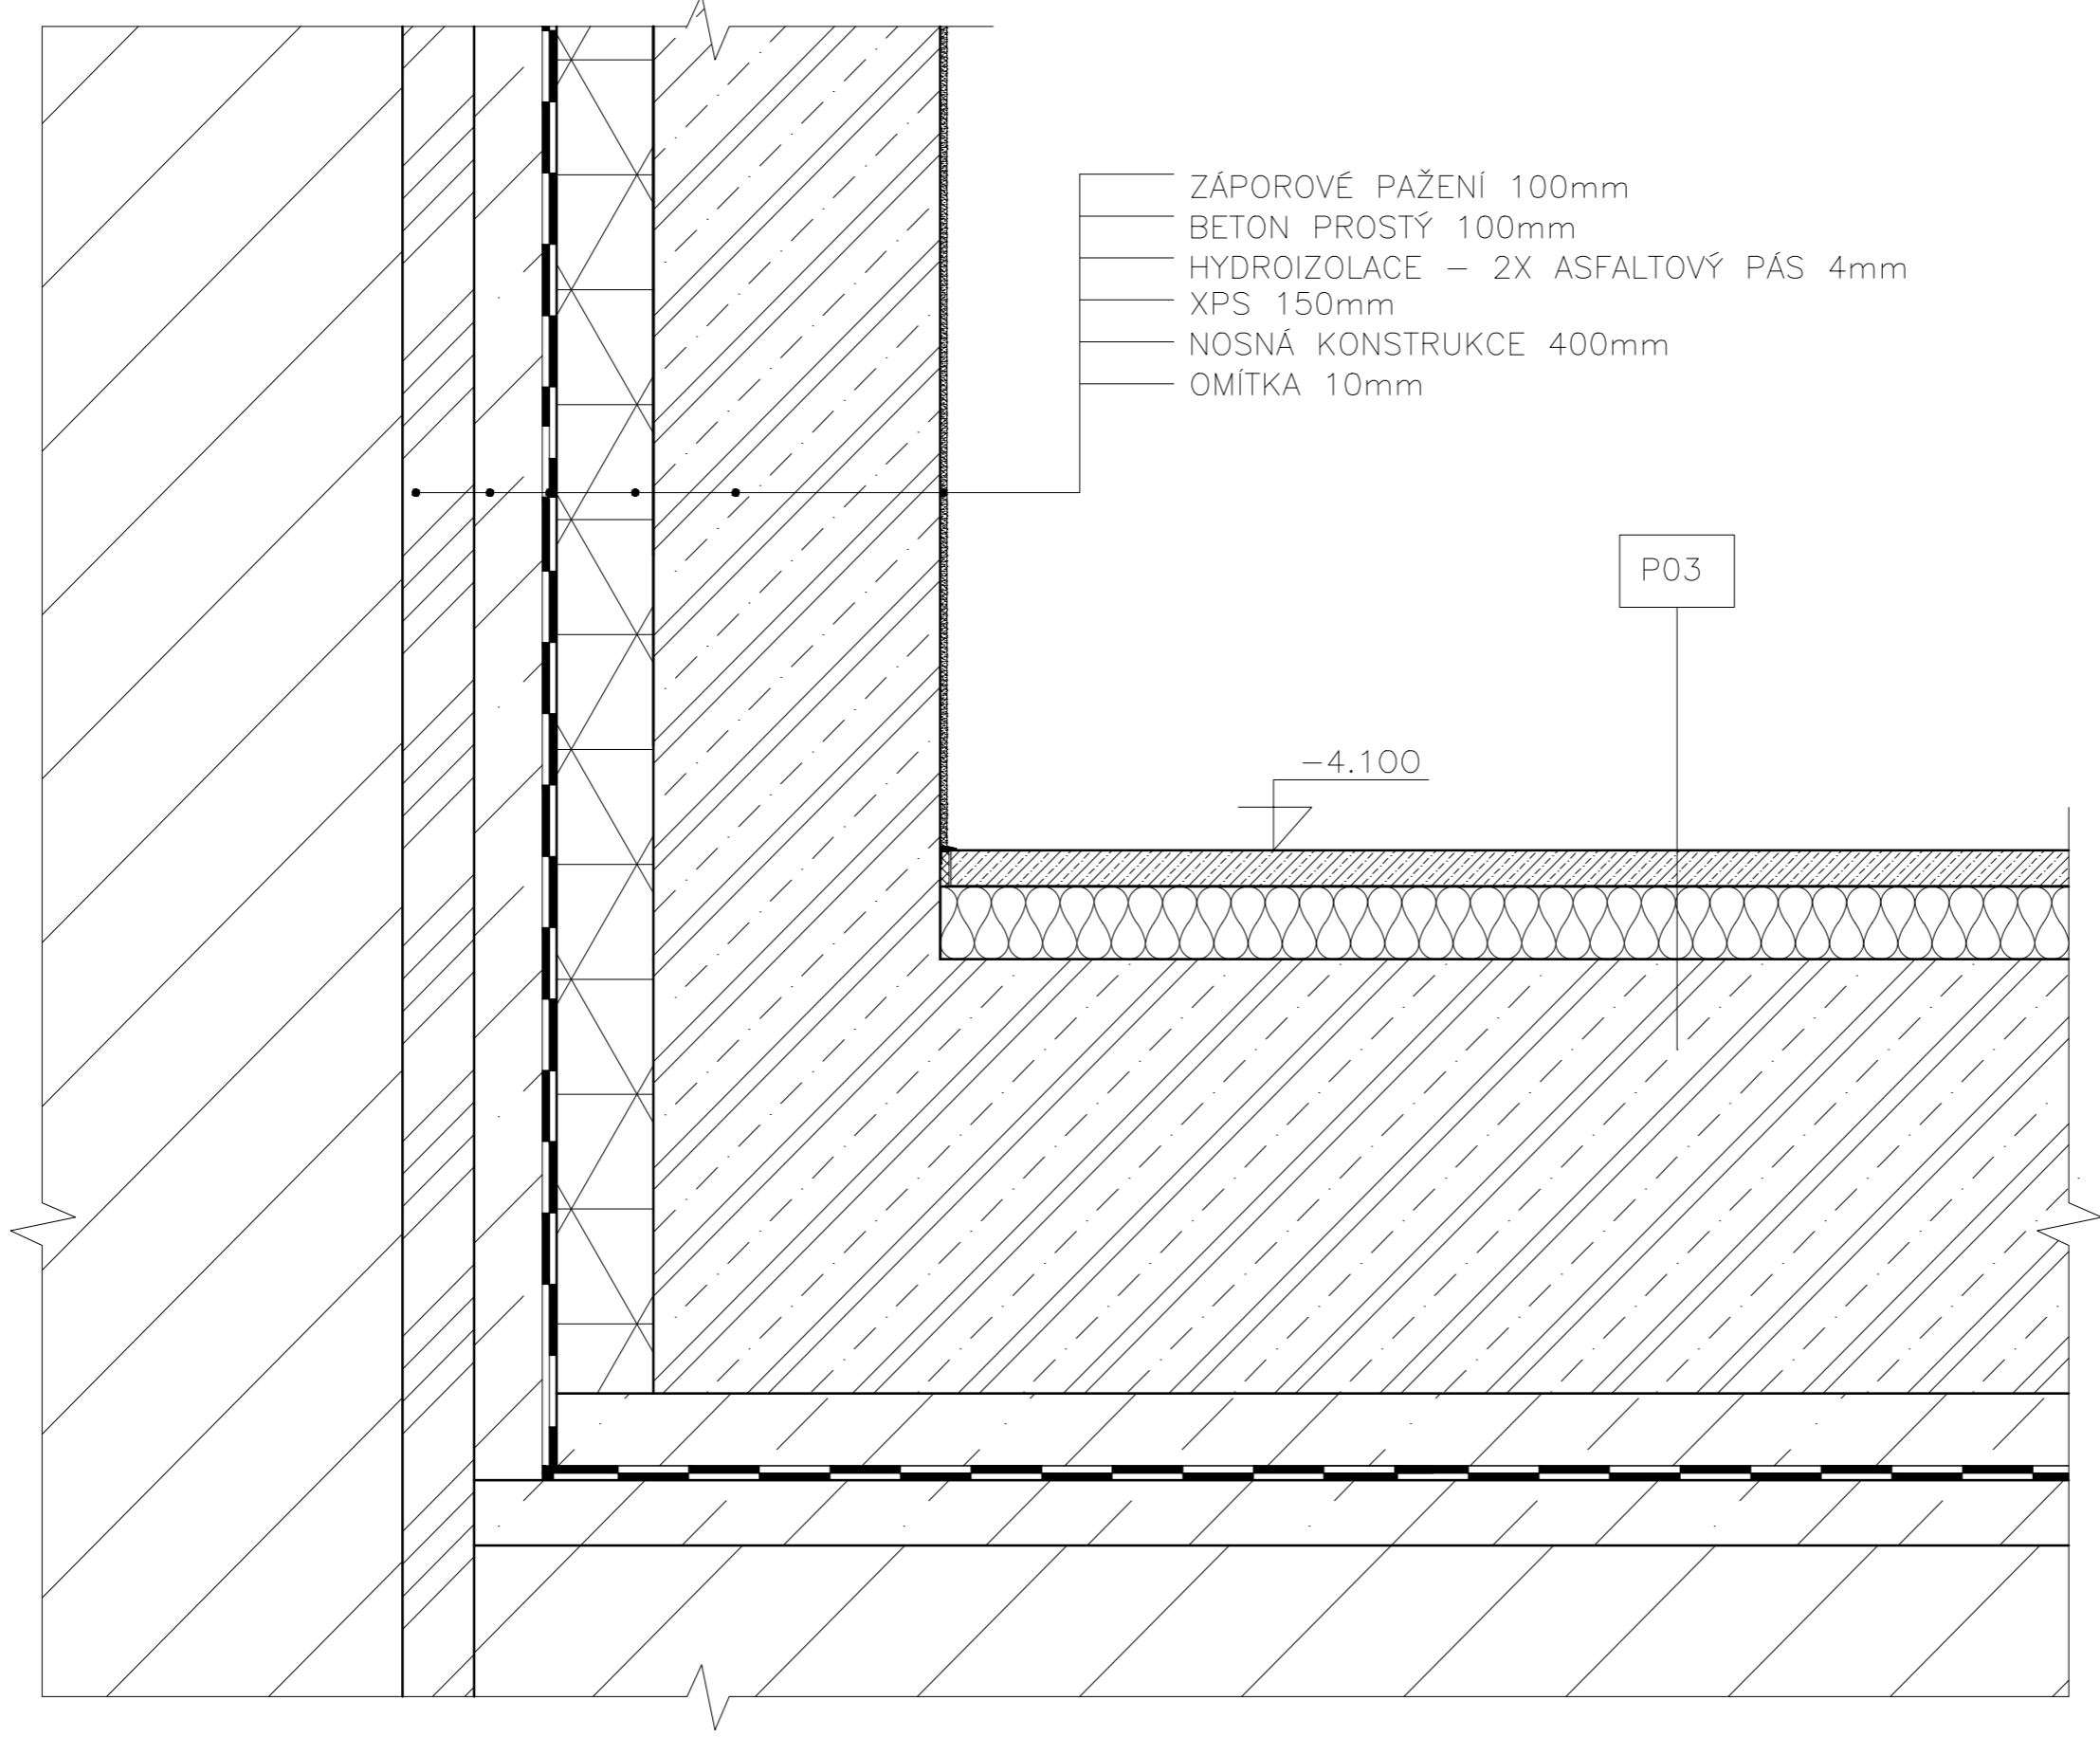 ZÁPOROVÉ PAŽENÍ 100mm
BETON PROSTÝ 100mm
HYDROIZOLACE – 2X ASFALTOVÝ PÁS 4mm
XPS 150mm
NOSNÁ KONSTRUKCE 400mm
OMÍTKA 10mm
P03
-4.100